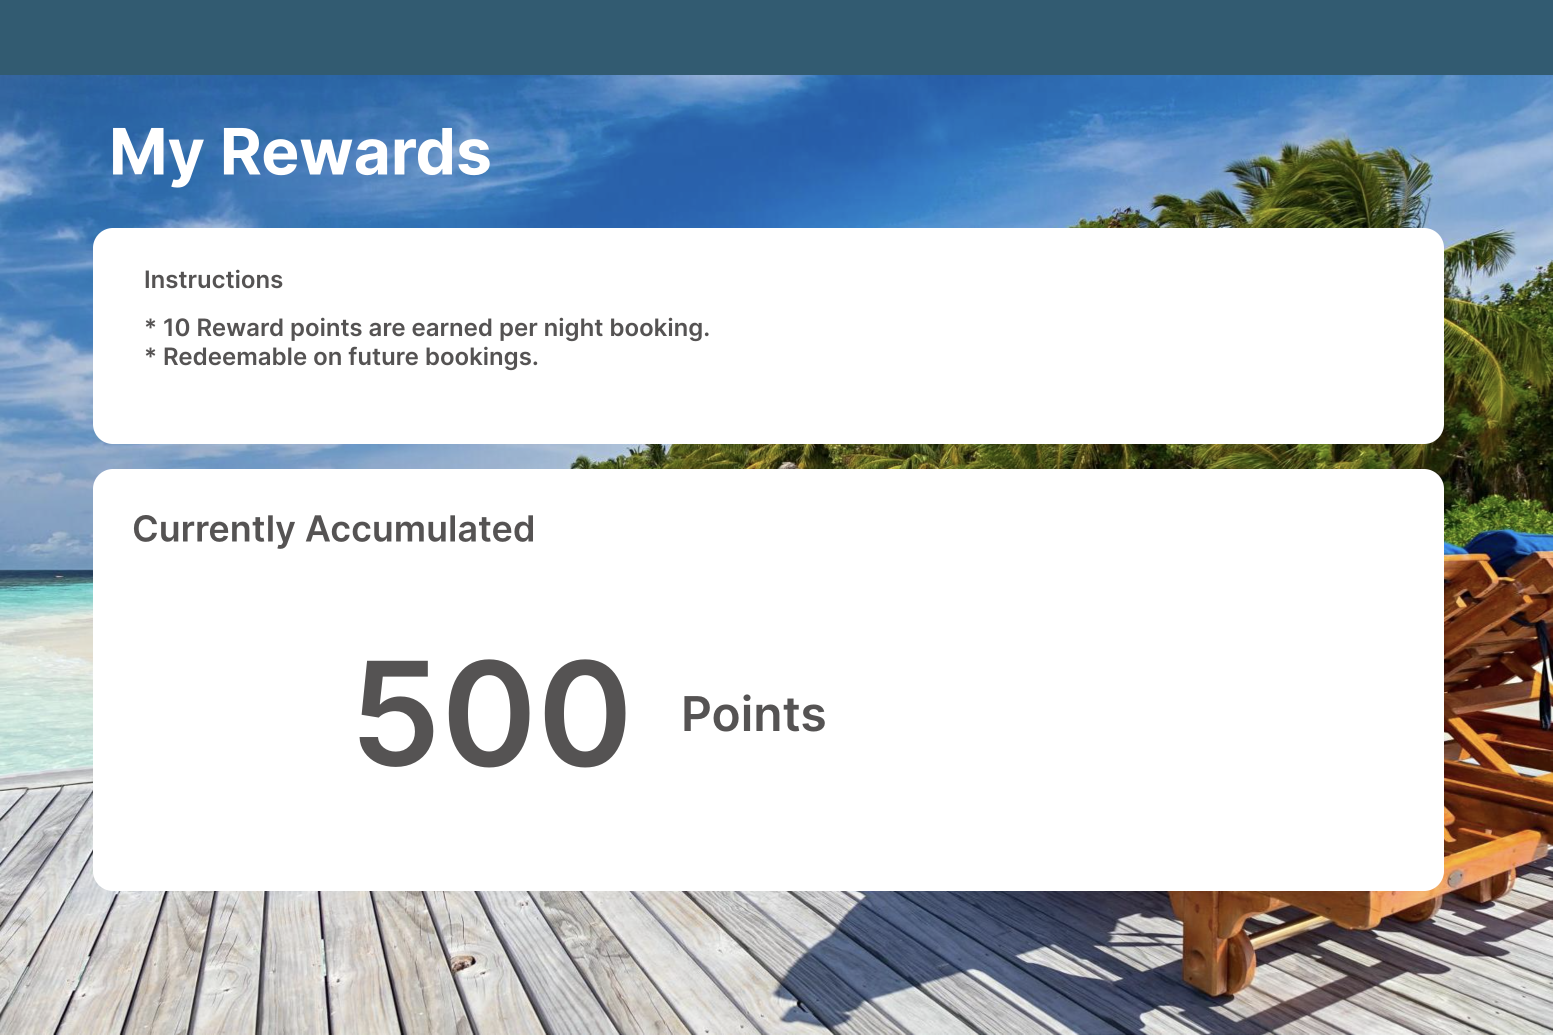 My Rewards
Instructions
* 10 Reward points are earned per night booking.
* Redeemable on future bookings.
Currently Accumulated
500 Points